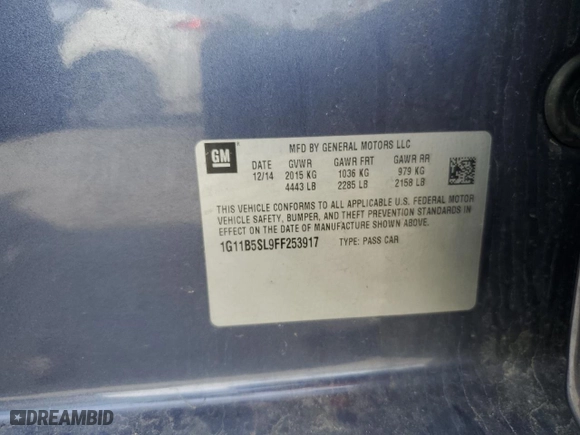 GM
MFD BY GENERAL MOTORS LLC
DATE GVWR GAWR FRT GAWR RR
12/14 2015 KG 1036 KG 979 KG
4443 LB 2285 LB 2158 LB
THIS VEHICLE CONFORMS TO ALL APPLICABLE U.S. FEDERAL MOTOR
VEHICLE SAFETY, BUMPER, AND THEFT PREVENTION STANDARDS IN
EFFECT ON THE DATE OF MANUFACTURE SHOWN ABOVE.
1G11B5SL9FF253917 TYPE: PASS CAR
DREAMBID